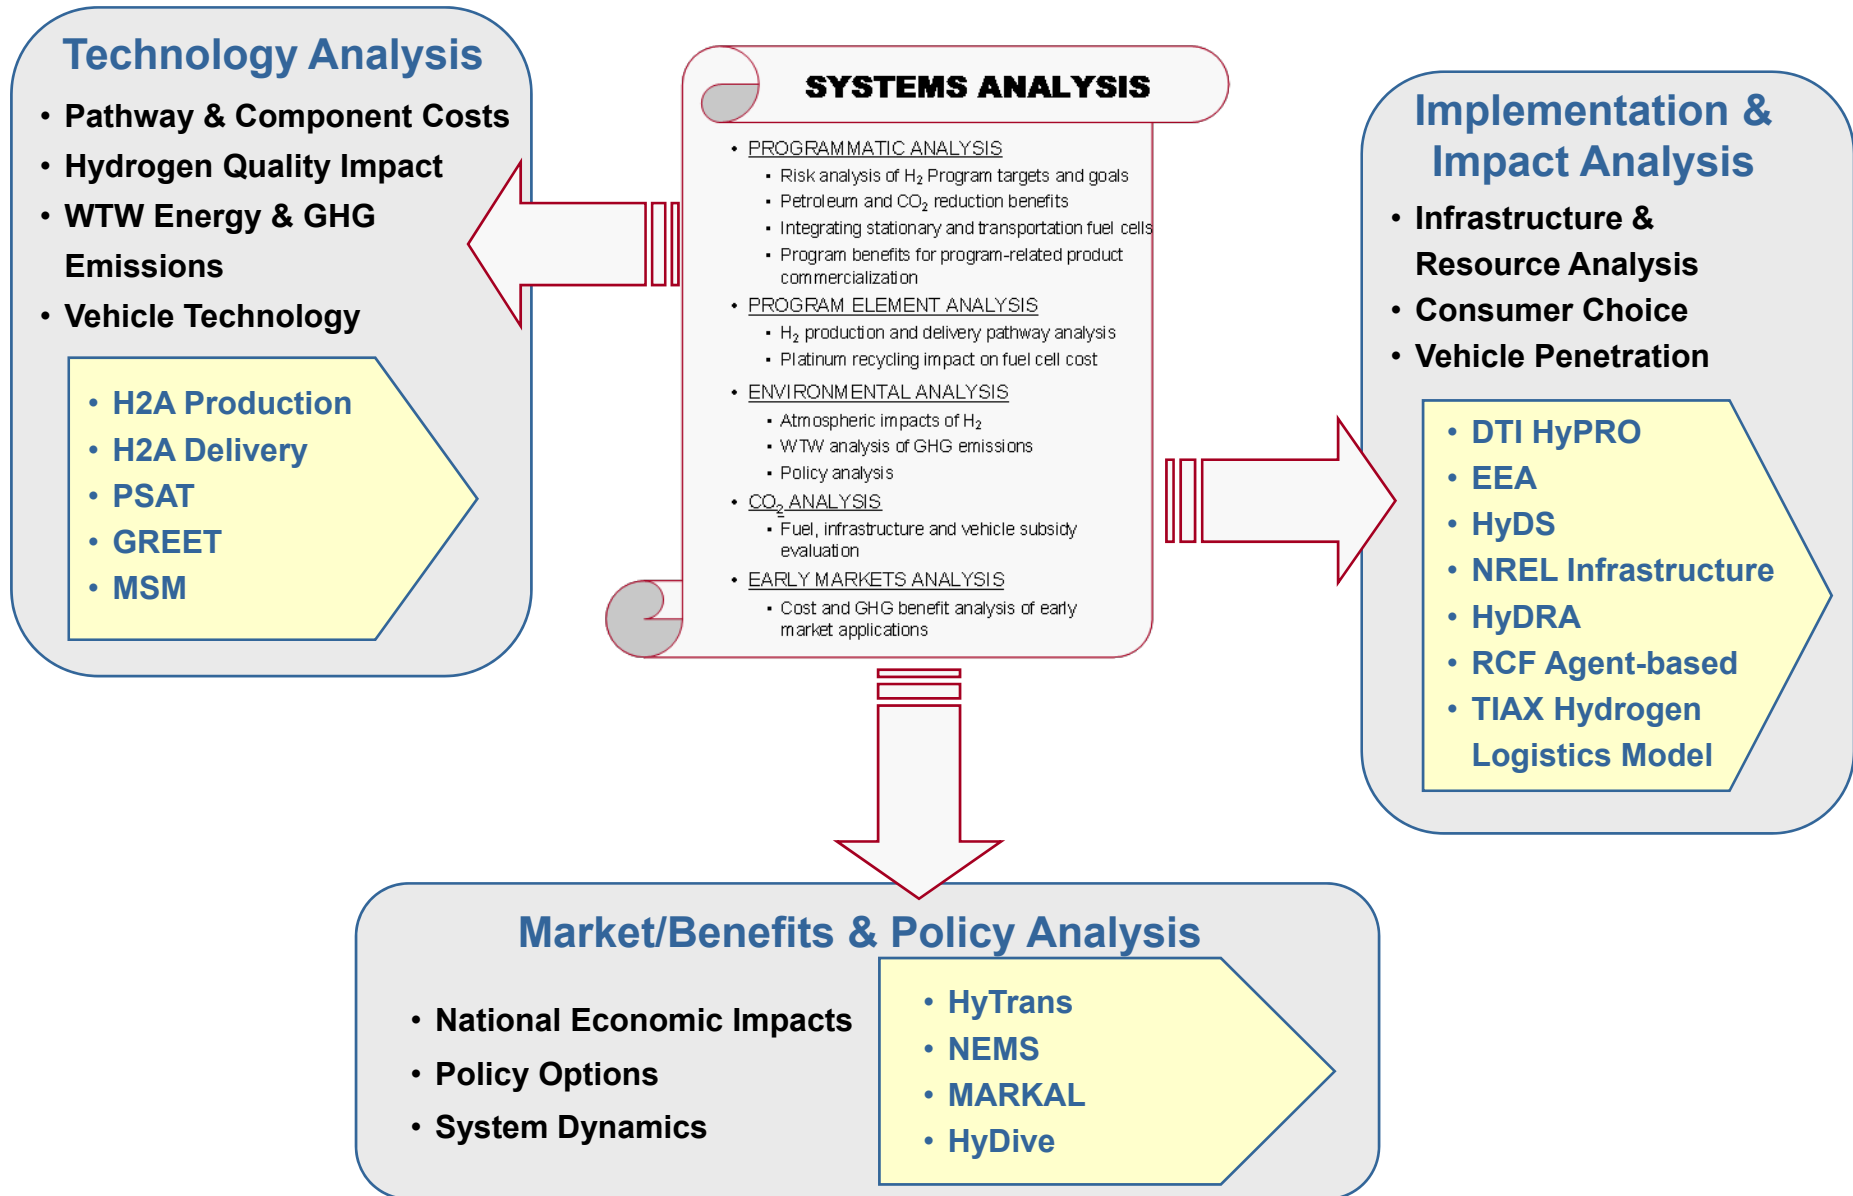 Technology Analysis
• Pathway & Component Costs
• Hydrogen Quality Impact
• WTW Energy & GHG
Emissions
• Vehicle Technology
• H2A Production
• H2A Delivery
• PSAT
• GREET
• MSM
SYSTEMS ANALYSIS
• PROGRAMMATIC ANALYSIS
▪ Risk analysis of H₂ Program targets and goals
▪ Petroleum and CO₂ reduction benefits
▪ Integrating stationary and transportation fuel cells
▪ Program benefits for program-related product
commercialization
• PROGRAM ELEMENT ANALYSIS
▪ H₂ production and delivery pathway analysis
▪ Platinum recycling impact on fuel cell cost
• ENVIRONMENTAL ANALYSIS
▪ Atmospheric impacts of H₂
▪ WTW analysis of GHG emissions
▪ Policy analysis
• CO₂ ANALYSIS
▪ Fuel, infrastructure and vehicle subsidy
evaluation
• EARLY MARKETS ANALYSIS
▪ Cost and GHG benefit analysis of early
market applications
Implementation &
Impact Analysis
• Infrastructure &
Resource Analysis
• Consumer Choice
• Vehicle Penetration
• DTI HyPRO
• EEA
• HyDS
• NREL Infrastructure
• HyDRA
• RCF Agent-based
• TIAX Hydrogen
Logistics Model
Market/Benefits & Policy Analysis
• National Economic Impacts
• Policy Options
• System Dynamics
• HyTrans
• NEMS
• MARKAL
• HyDive